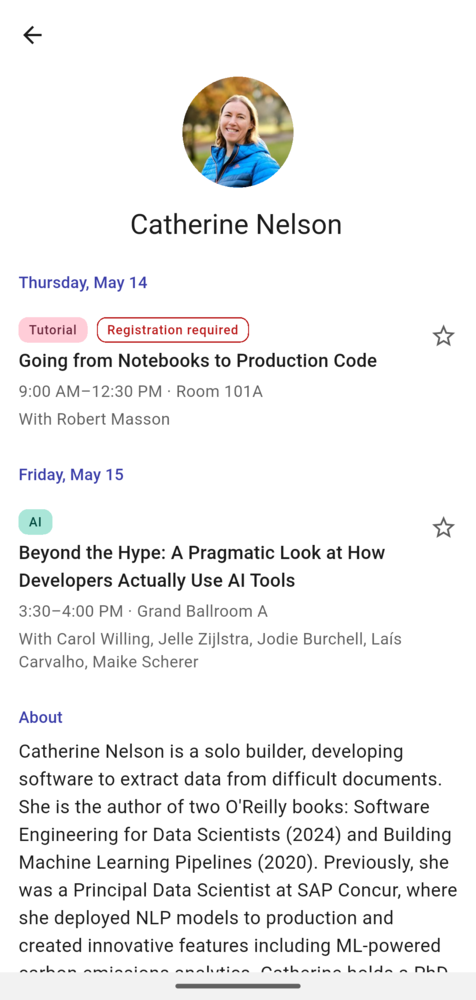 Catherine Nelson
Thursday, May 14
Tutorial
Registration required
Going from Notebooks to Production Code
9:00 AM–12:30 PM · Room 101A
With Robert Masson
Friday, May 15
AI
Beyond the Hype: A Pragmatic Look at How
Developers Actually Use AI Tools
3:30–4:00 PM · Grand Ballroom A
With Carol Willing, Jelle Zijlstra, Jodie Burchell, Laís
Carvalho, Maike Scherer
About
Catherine Nelson is a solo builder, developing
software to extract data from difficult documents.
She is the author of two O'Reilly books: Software
Engineering for Data Scientists (2024) and Building
Machine Learning Pipelines (2020). Previously, she
was a Principal Data Scientist at SAP Concur, where
she deployed NLP models to production and
created innovative features including ML-powered
carbon emissions analytics. Catherine holds a PhD